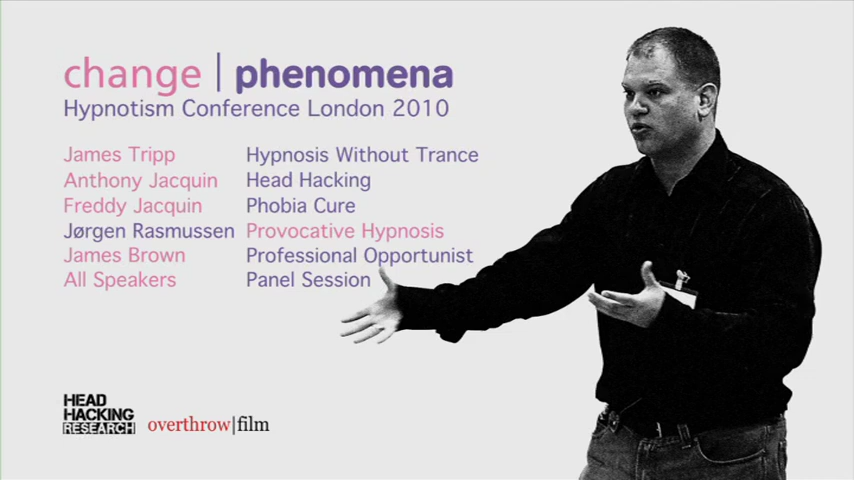 change | phenomena
Hypnotism Conference London 2010
James Tripp Hypnosis Without Trance
Anthony Jacquin Head Hacking
Freddy Jacquin Phobia Cure
Jørgen Rasmussen Provocative Hypnosis
James Brown Professional Opportunist
All Speakers Panel Session
HEAD
HACKING
RESEARCH
overthrow|film